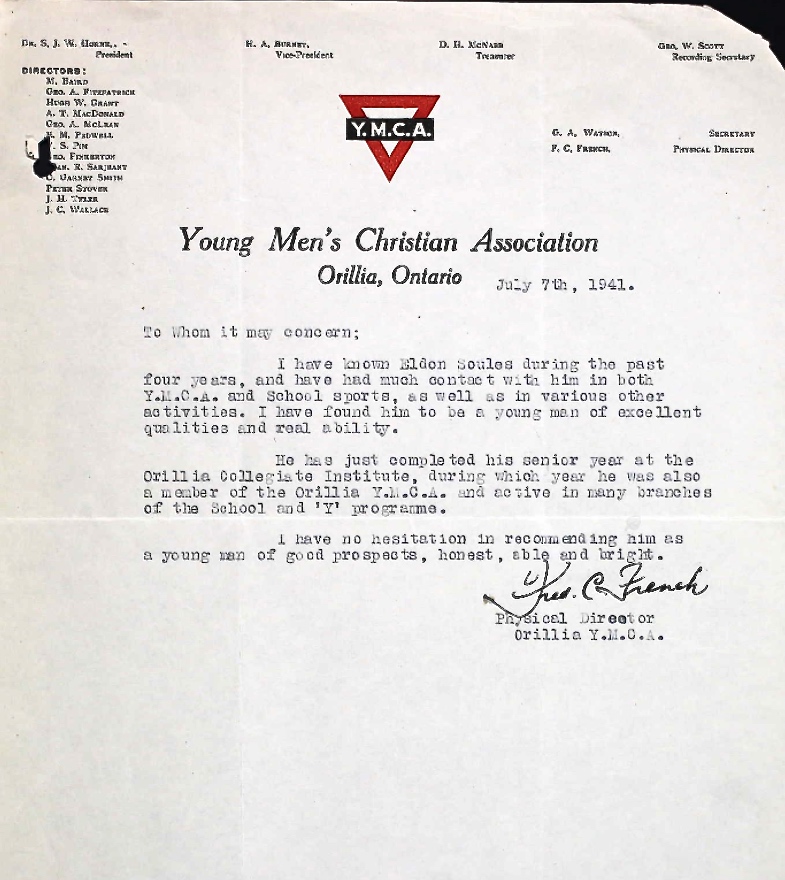 Dr. S. J. W. Horne,
President
H. A. Burnet,
Vice-President
D. H. McNabb
Treasurer
Geo. W. Scott
Recording Secretary
DIRECTORS:
M. Baird
Geo. A. Fitzpatrick
Hugh W. Grant
A. T. MacDonald
Geo. A. McLean
M. Pedwell
S. Pim
Pinkerton
R. Sarjeant
C. Garnet Smith
Peter Stover
J. H. Tyler
J. C. Wallace
Y.M.C.A.
G. A. Watson, Secretary
F. C. French, Physical Director
Young Men's Christian Association
Orillia, Ontario
July 7th, 1941.
To Whom it may concern;
I have known Eldon Soules during the past
four years, and have had much contact with him in both
Y.M.C.A. and School sports, as well as in various other
activities. I have found him to be a young man of excellent
qualities and real ability.
He has just completed his senior year at the
Orillia Collegiate Institute, during which year he was also
a member of the Orillia Y.M.C.A. and active in many branches
of the School and 'Y' programme.
I have no hesitation in recommending him as
a young man of good prospects, honest, able and bright.
Fred. C. French
Physical Director
Orillia Y.M.C.A.